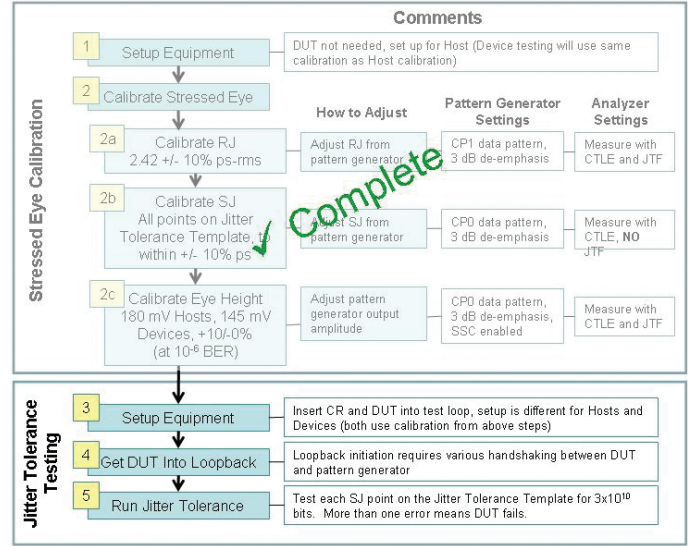 Comments
1
Setup Equipment
DUT not needed, set up for Host (Device testing will use same
calibration as Host calibration)
2
Calibrate Stressed Eye
How to Adjust
Pattern Generator
Settings
Analyzer
Settings
2a
Calibrate RJ
2.42 +/- 10% ps-rms
Adjust RJ from
pattern generator
CP1 data pattern,
3 dB de-emphasis
Measure with
CTLE and JTF
2b
Calibrate SJ
All points on Jitter
Tolerance Template, to
within +/- 10% ps
Adjust SJ from
pattern generator
CP0 data pattern,
3 dB de-emphasis
Measure with
CTLE, NO
JTF
✓ Complete
2c
Calibrate Eye Height
180 mV Hosts, 145 mV
Devices, +10/-0%
(at 10⁻⁶ BER)
Adjust pattern
generator output
amplitude
CP0 data pattern,
3 dB de-emphasis,
SSC enabled
Measure with
CTLE and JTF
Stressed Eye Calibration
3
Setup Equipment
Insert CR and DUT into test loop, setup is different for Hosts and
Devices (both use calibration from above steps)
4
Get DUT Into Loopback
Loopback initiation requires various handshaking between DUT
and pattern generator
5
Run Jitter Tolerance
Test each SJ point on the Jitter Tolerance Template for 3x10¹⁰
bits. More than one error means DUT fails.
Jitter Tolerance
Testing